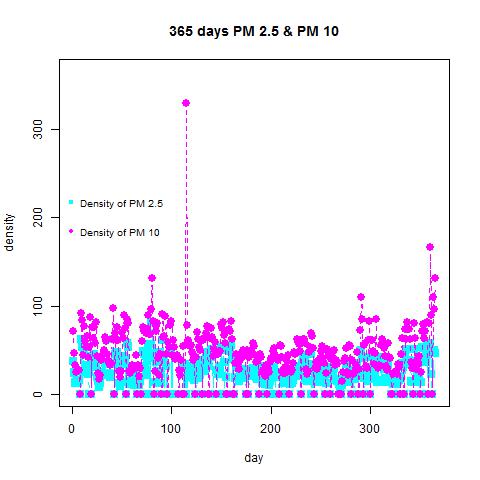 365 days PM 2.5 & PM 10
300
200
100
0
density
Density of PM 2.5
Density of PM 10
0 100 200 300
day